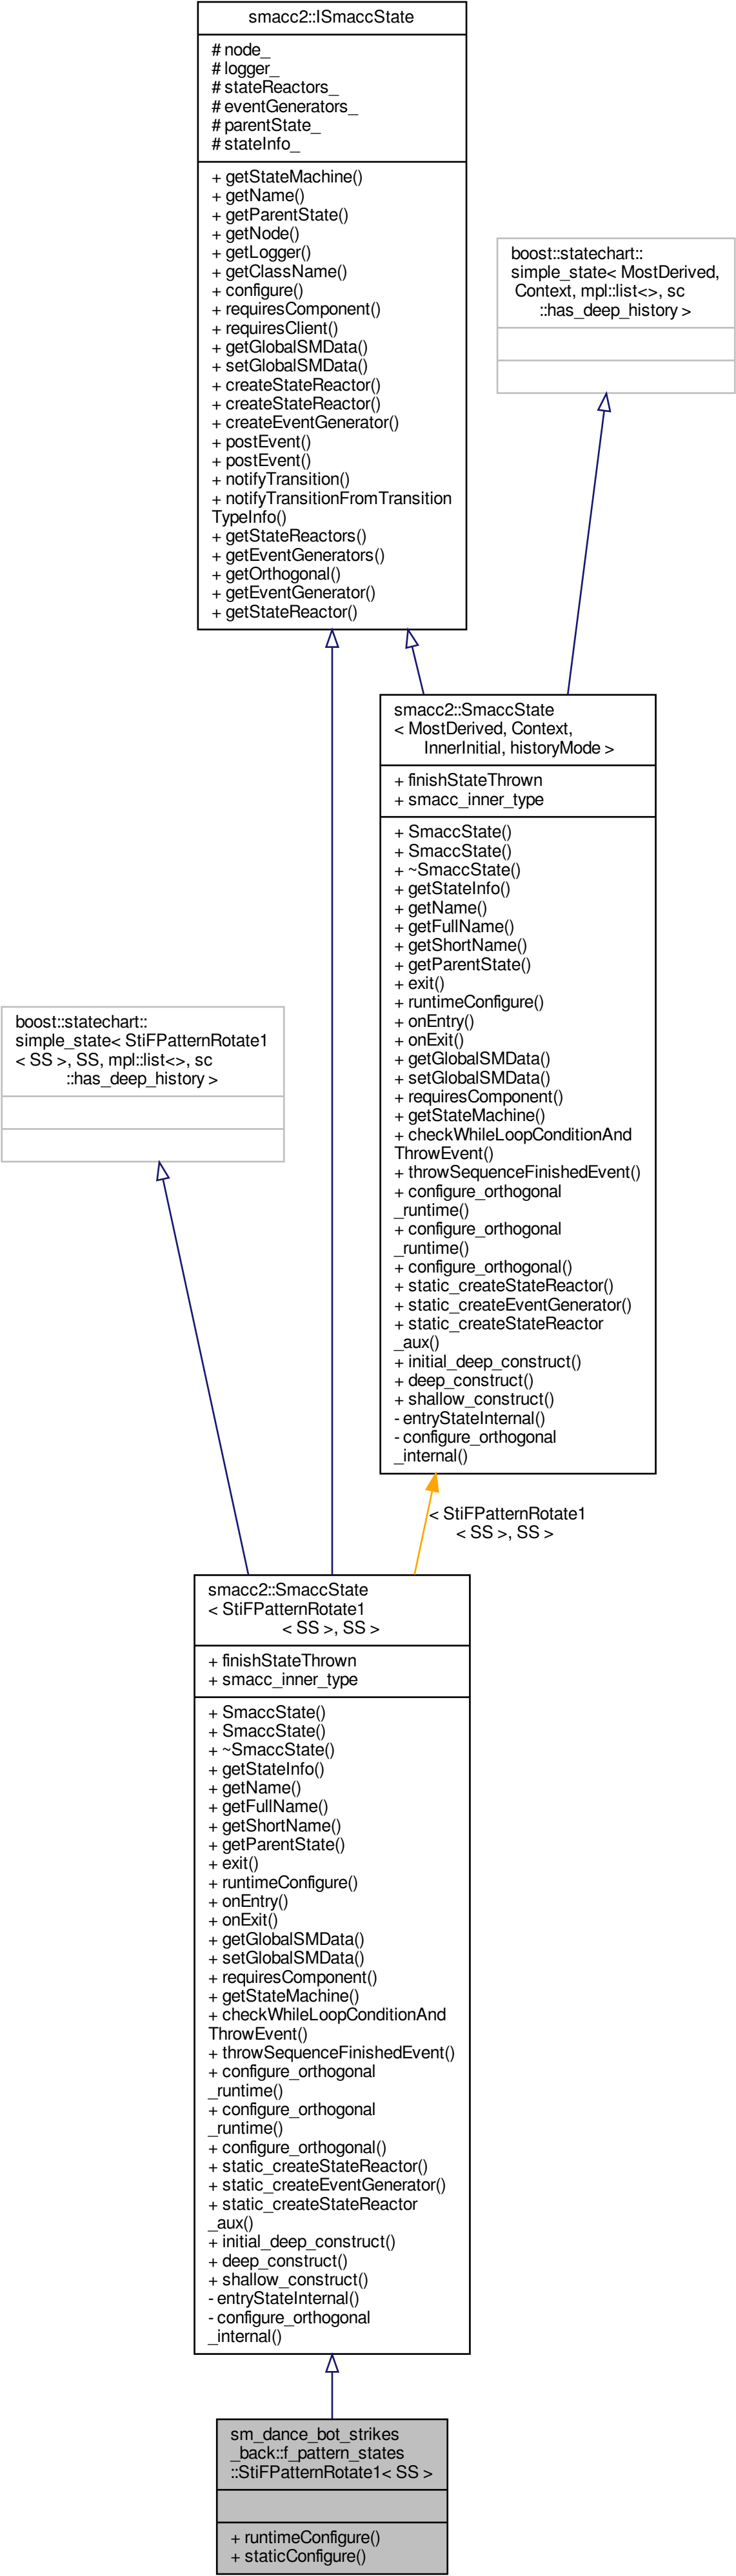 smacc2::ISmaccState
# node_
# logger_
# stateReactors_
# eventGenerators_
# parentState_
# stateInfo_
+ getStateMachine()
+ getName()
+ getParentState()
+ getNode()
+ getLogger()
+ getClassName()
+ configure()
+ requiresComponent()
+ requiresClient()
+ getGlobalSMData()
+ setGlobalSMData()
+ createStateReactor()
+ createStateReactor()
+ createEventGenerator()
+ postEvent()
+ postEvent()
+ notifyTransition()
+ notifyTransitionFromTransition
TypeInfo()
+ getStateReactors()
+ getEventGenerators()
+ getOrthogonal()
+ getEventGenerator()
+ getStateReactor()
boost::statechart::
simple_state< MostDerived,
Context, mpl::list<>, sc
::has_deep_history >
smacc2::SmaccState
< MostDerived, Context,
InnerInitial, historyMode >
+ finishStateThrown
+ smacc_inner_type
+ SmaccState()
+ SmaccState()
+ ~SmaccState()
+ getStateInfo()
+ getName()
+ getFullName()
+ getShortName()
+ getParentState()
+ exit()
+ runtimeConfigure()
+ onEntry()
+ onExit()
+ getGlobalSMData()
+ setGlobalSMData()
+ requiresComponent()
+ getStateMachine()
+ checkWhileLoopConditionAnd
ThrowEvent()
+ throwSequenceFinishedEvent()
+ configure_orthogonal
_runtime()
+ configure_orthogonal
_runtime()
+ configure_orthogonal()
+ static_createStateReactor()
+ static_createEventGenerator()
+ static_createStateReactor
_aux()
+ initial_deep_construct()
+ deep_construct()
+ shallow_construct()
- entryStateInternal()
- configure_orthogonal
_internal()
boost::statechart::
simple_state< StiFPatternRotate1
< SS >, SS, mpl::list<>, sc
::has_deep_history >
< StiFPatternRotate1
< SS >, SS >
smacc2::SmaccState
< StiFPatternRotate1
< SS >, SS >
+ finishStateThrown
+ smacc_inner_type
+ SmaccState()
+ SmaccState()
+ ~SmaccState()
+ getStateInfo()
+ getName()
+ getFullName()
+ getShortName()
+ getParentState()
+ exit()
+ runtimeConfigure()
+ onEntry()
+ onExit()
+ getGlobalSMData()
+ setGlobalSMData()
+ requiresComponent()
+ getStateMachine()
+ checkWhileLoopConditionAnd
ThrowEvent()
+ throwSequenceFinishedEvent()
+ configure_orthogonal
_runtime()
+ configure_orthogonal
_runtime()
+ configure_orthogonal()
+ static_createStateReactor()
+ static_createEventGenerator()
+ static_createStateReactor
_aux()
+ initial_deep_construct()
+ deep_construct()
+ shallow_construct()
- entryStateInternal()
- configure_orthogonal
_internal()
sm_dance_bot_strikes
_back::f_pattern_states
::StiFPatternRotate1< SS >
+ runtimeConfigure()
+ staticConfigure()